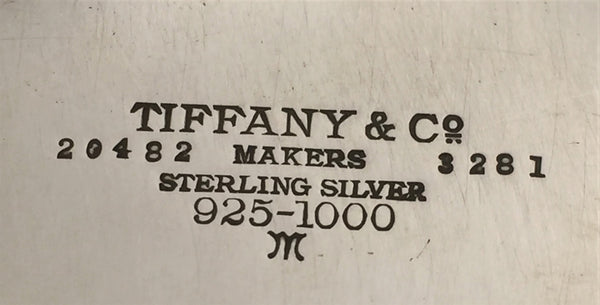 TIFFANY & Cº
20482 MAKERS 3281
STERLING SILVER
925-1000
M